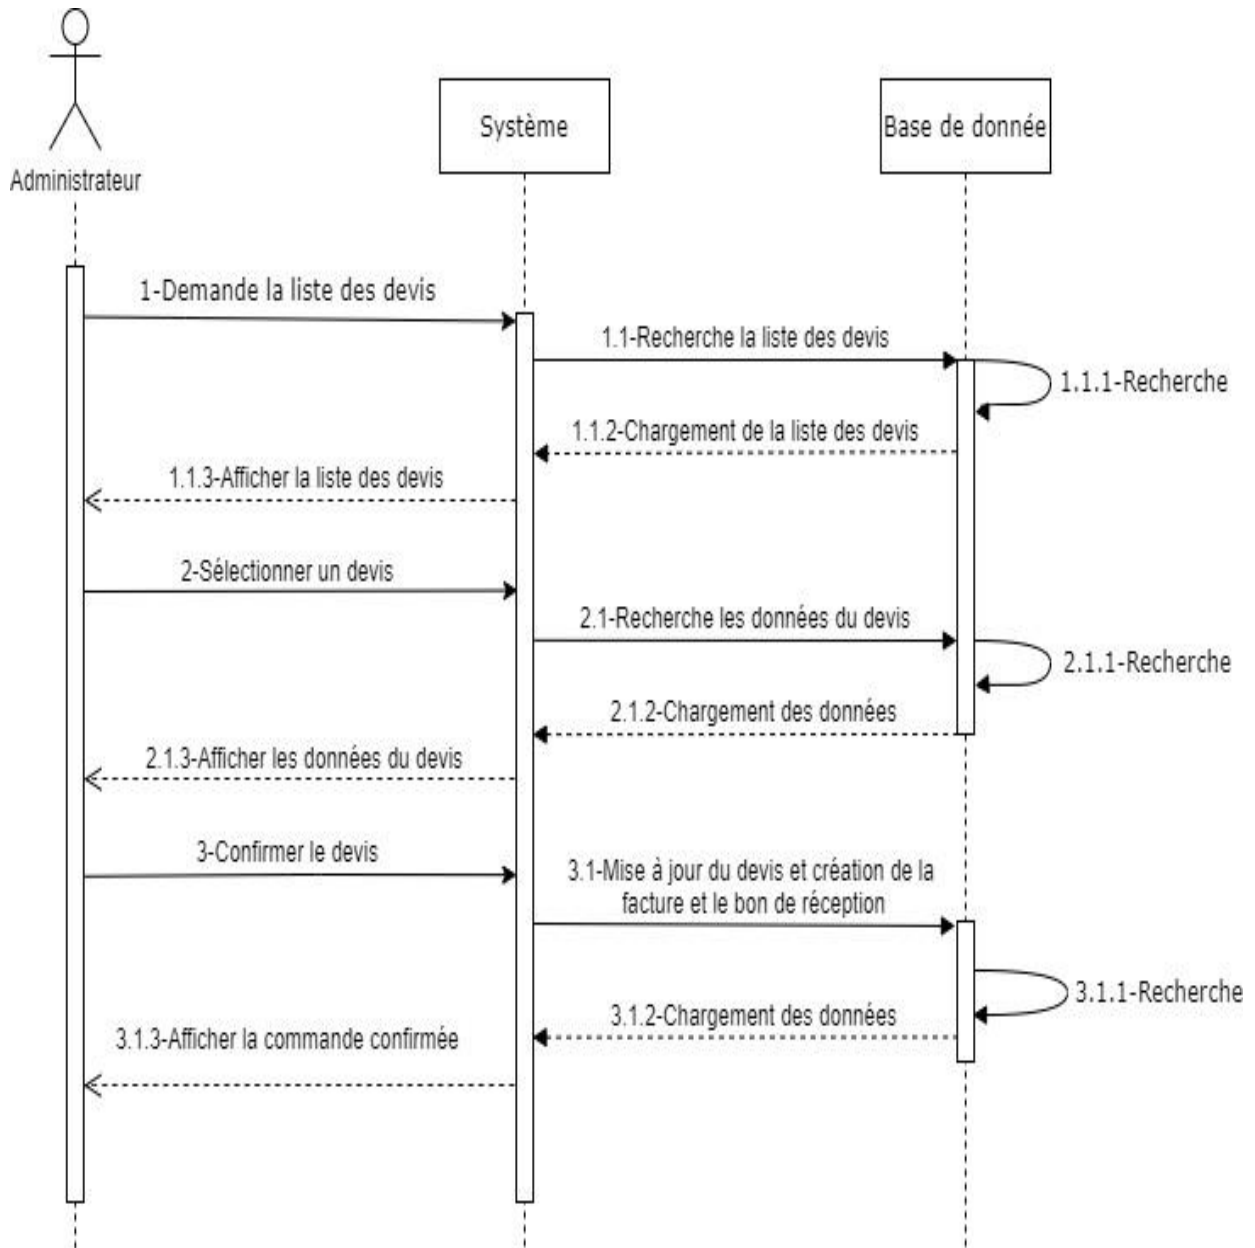 Administrateur
Système
Base de donnée
1-Demande la liste des devis
1.1-Recherche la liste des devis
1.1.1-Recherche
1.1.2-Chargement de la liste des devis
1.1.3-Afficher la liste des devis
2-Sélectionner un devis
2.1-Recherche les données du devis
2.1.1-Recherche
2.1.2-Chargement des données
2.1.3-Afficher les données du devis
3-Confirmer le devis
3.1-Mise à jour du devis et création de la
facture et le bon de réception
3.1.1-Recherche
3.1.2-Chargement des données
3.1.3-Afficher la commande confirmée